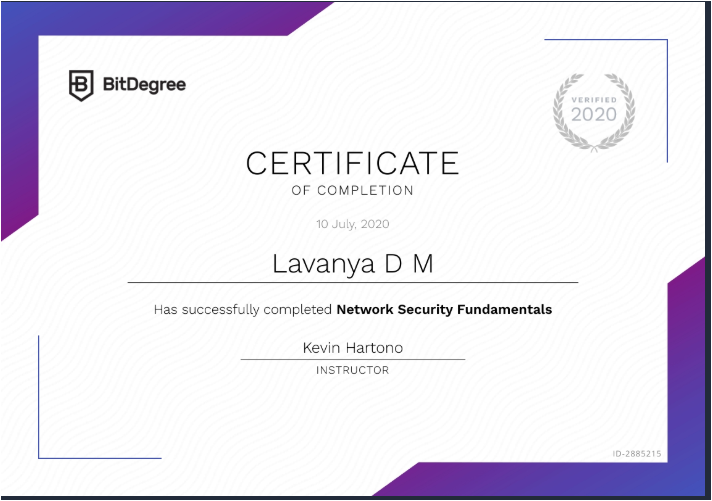 BitDegree
VERIFIED
2020
CERTIFICATE
OF COMPLETION
10 July, 2020
Lavanya D M
Has successfully completed Network Security Fundamentals
Kevin Hartono
INSTRUCTOR
ID-2885215